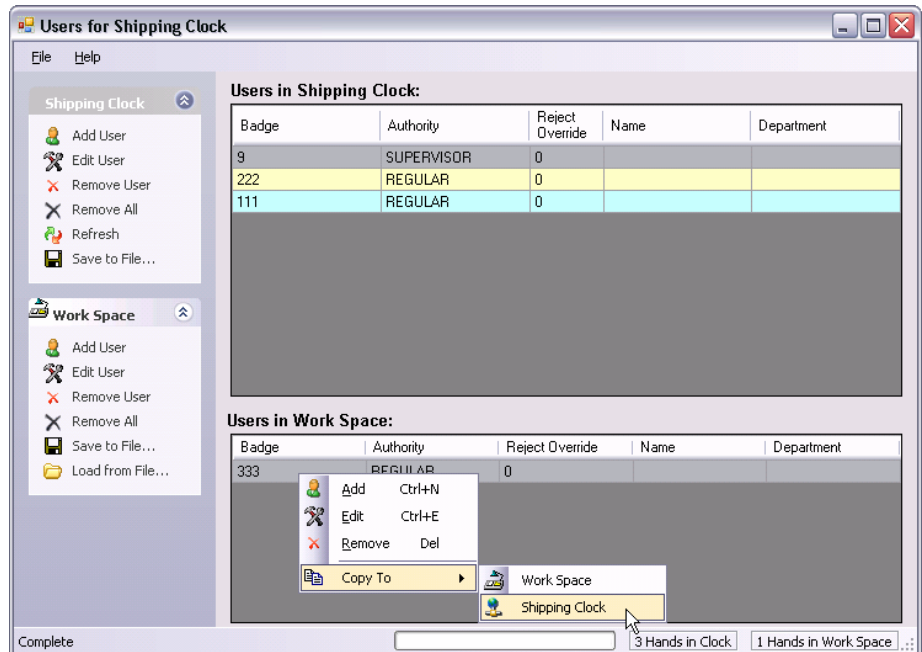 Users for Shipping Clock
File Help
Shipping Clock
Add User
Edit User
Remove User
Remove All
Refresh
Save to File...
Work Space
Add User
Edit User
Remove User
Remove All
Save to File...
Load from File...
Users in Shipping Clock:
Badge Authority Reject Override Name Department
9 SUPERVISOR 0
222 REGULAR 0
111 REGULAR 0
Users in Work Space:
Badge Authority Reject Override Name Department
333 REGULAR 0
Add Ctrl+N
Edit Ctrl+E
Remove Del
Copy To
Work Space
Shipping Clock
Complete 3 Hands in Clock 1 Hands in Work Space